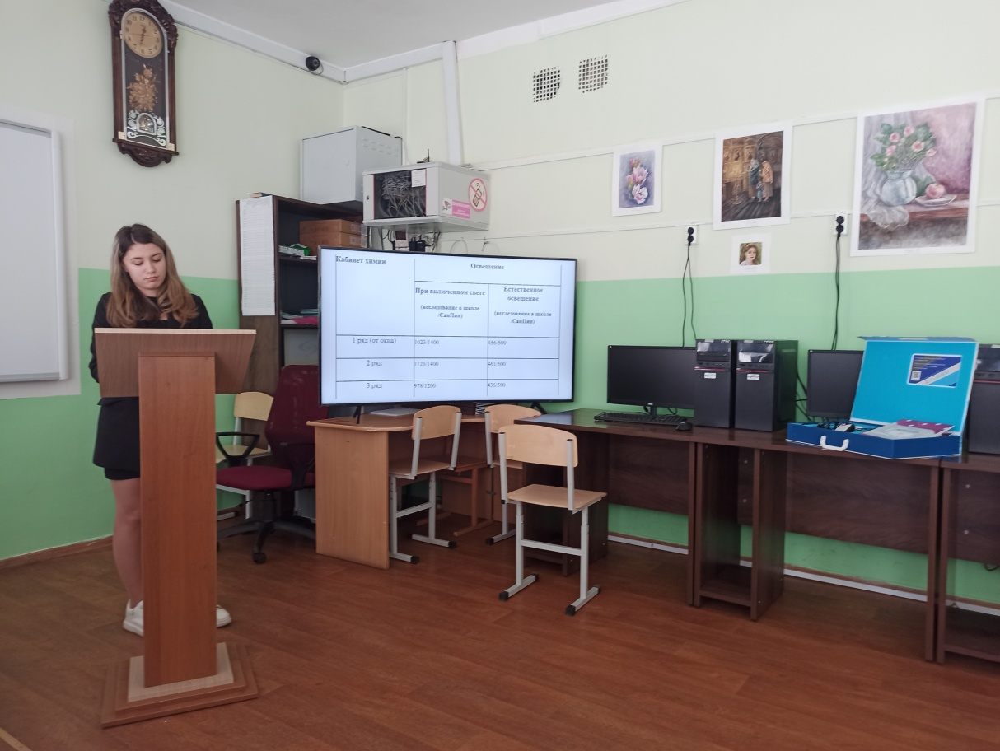 Кабинет химии
Освещение
При включенном свете
(исследование в школе
/СанПин)
Естественное
освещение
(исследование в школе
/СанПин)
1 ряд (от окна) 1023/1400 456/500
2 ряд 1123/1400 461/500
3 ряд 978/1200 436/500